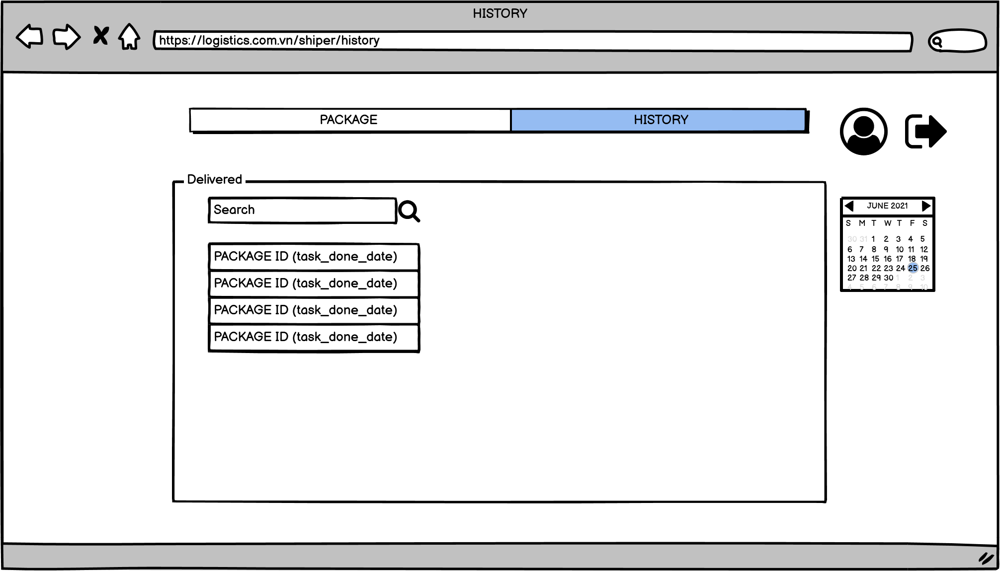 HISTORY
https://logistics.com.vn/shiper/history
PACKAGE HISTORY
Delivered
Search
PACKAGE ID (task_done_date)
PACKAGE ID (task_done_date)
PACKAGE ID (task_done_date)
PACKAGE ID (task_done_date)
JUNE 2021
S M T W T F S
30 31 1 2 3 4 5
6 7 8 9 10 11 12
13 14 15 16 17 18 19
20 21 22 23 24 25 26
27 28 29 30 1 2 3
4 5 6 7 8 9 10